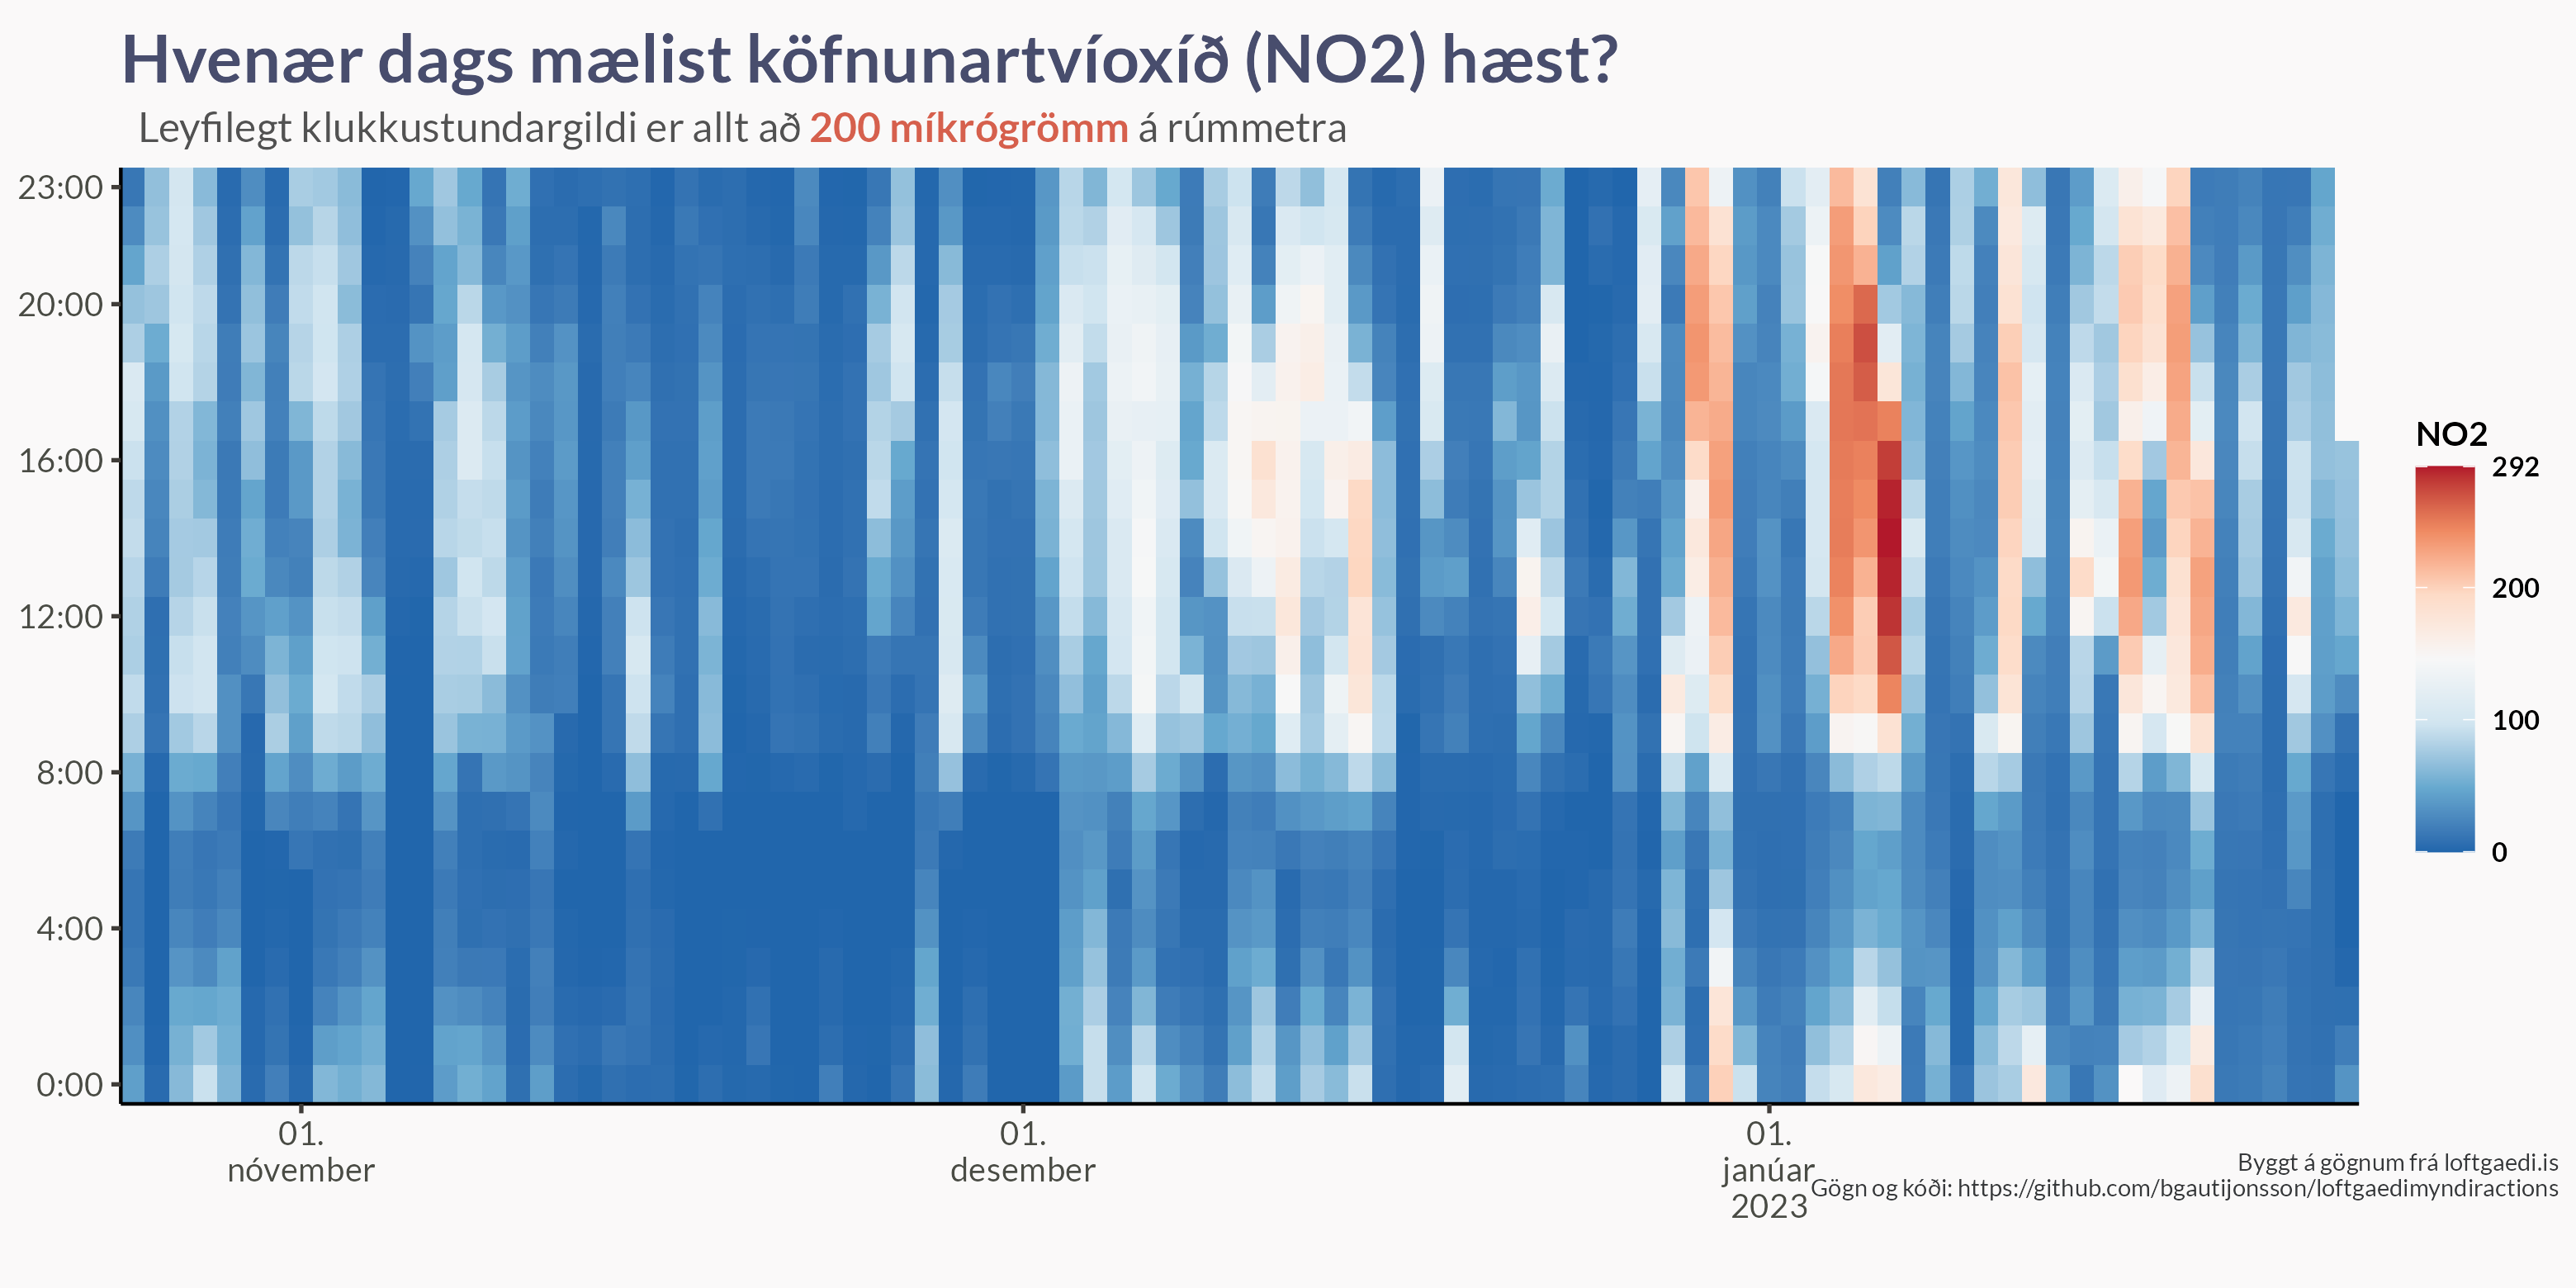 Hvenær dags mælist köfnunartvíoxíð (NO2) hæst?
Leyfilegt klukkustundargildi er allt að 200 míkrógrömm á rúmmetra
23:00
20:00
16:00
12:00
8:00
4:00
0:00
01.
nóvember
01.
desember
01.
janúar
2023
NO2
292
200
100
0
Byggt á gögnum frá loftgaedi.is
Gögn og kóði: https://github.com/bgautijonsson/loftgaedimyndiractions